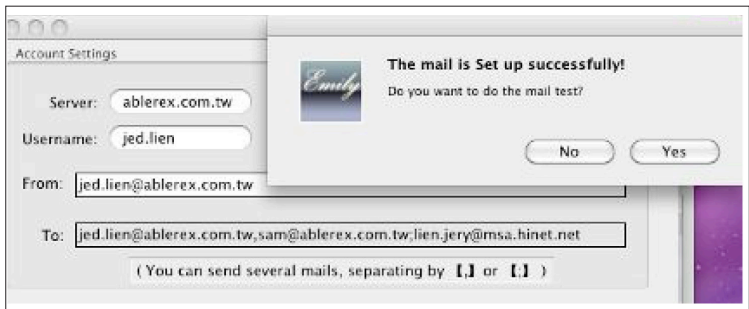 Account Settings
Server: ablerex.com.tw
Username: jed.lien
From: jed.lien@ablerex.com.tw
To: jed.lien@ablerex.com.tw,sam@ablerex.com.tw;lien.jery@msa.hinet.net
( You can send several mails, separating by 【,】 or 【;】 )
Emily
The mail is Set up successfully!
Do you want to do the mail test?
No Yes